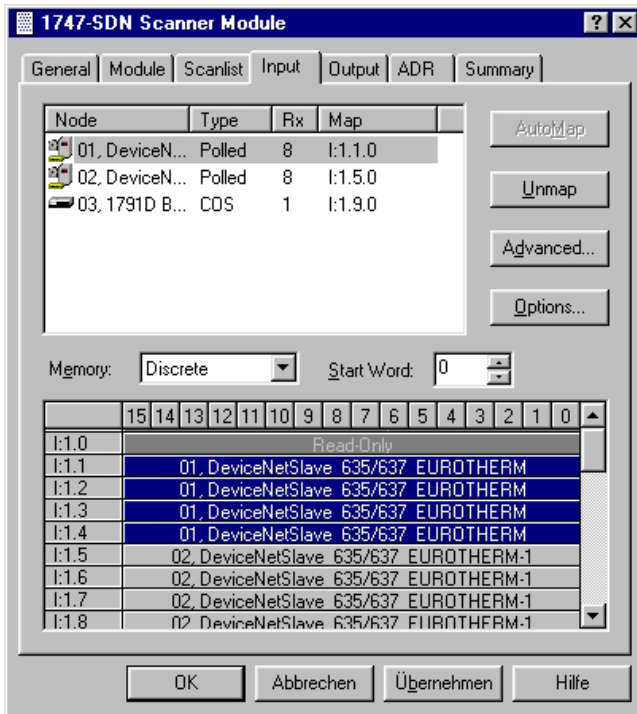 1747-SDN Scanner Module
General Module Scanlist Input Output ADR Summary
Node Type Rx Map
01, DeviceN... Polled 8 I:1.1.0
02, DeviceN... Polled 8 I:1.5.0
03, 1791D B... COS 1 I:1.9.0
AutoMap
Unmap
Advanced...
Options...
Memory: Discrete Start Word: 0
15 14 13 12 11 10 9 8 7 6 5 4 3 2 1 0
I:1.0 Read-Only
I:1.1 01, DeviceNetSlave 635/637 EUROTHERM
I:1.2 01, DeviceNetSlave 635/637 EUROTHERM
I:1.3 01, DeviceNetSlave 635/637 EUROTHERM
I:1.4 01, DeviceNetSlave 635/637 EUROTHERM
I:1.5 02, DeviceNetSlave 635/637 EUROTHERM-1
I:1.6 02, DeviceNetSlave 635/637 EUROTHERM-1
I:1.7 02, DeviceNetSlave 635/637 EUROTHERM-1
I:1.8 02, DeviceNetSlave 635/637 EUROTHERM-1
OK Abbrechen Übernehmen Hilfe